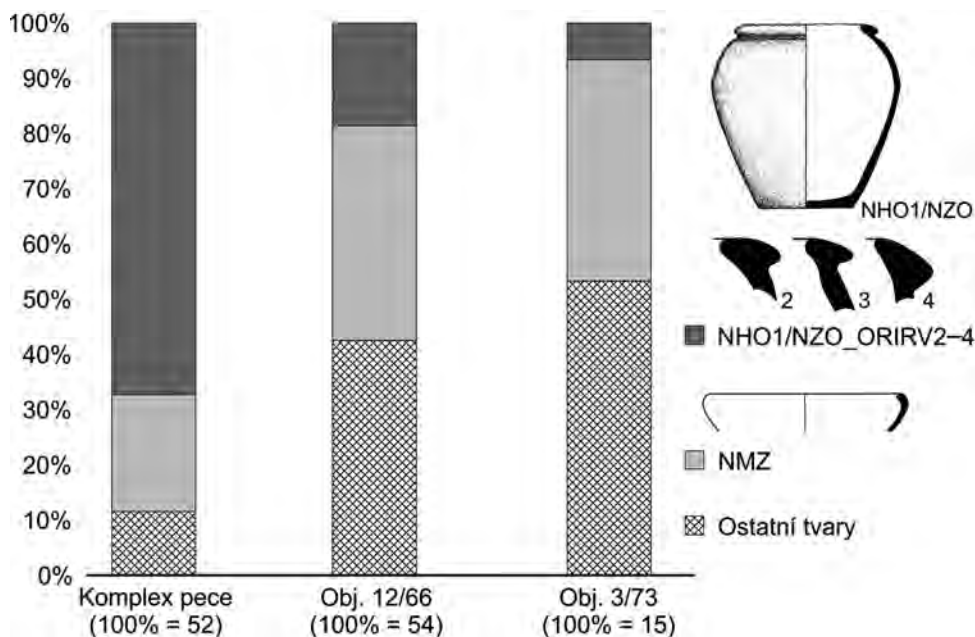 100%
90%
80%
70%
60%
50%
40%
30%
20%
10%
0%
Komplex pece
(100% = 52)
Obj. 12/66
(100% = 54)
Obj. 3/73
(100% = 15)
NHO1/NZO
2 3 4
NHO1/NZO_ORIRV2–4
NMZ
Ostatní tvary